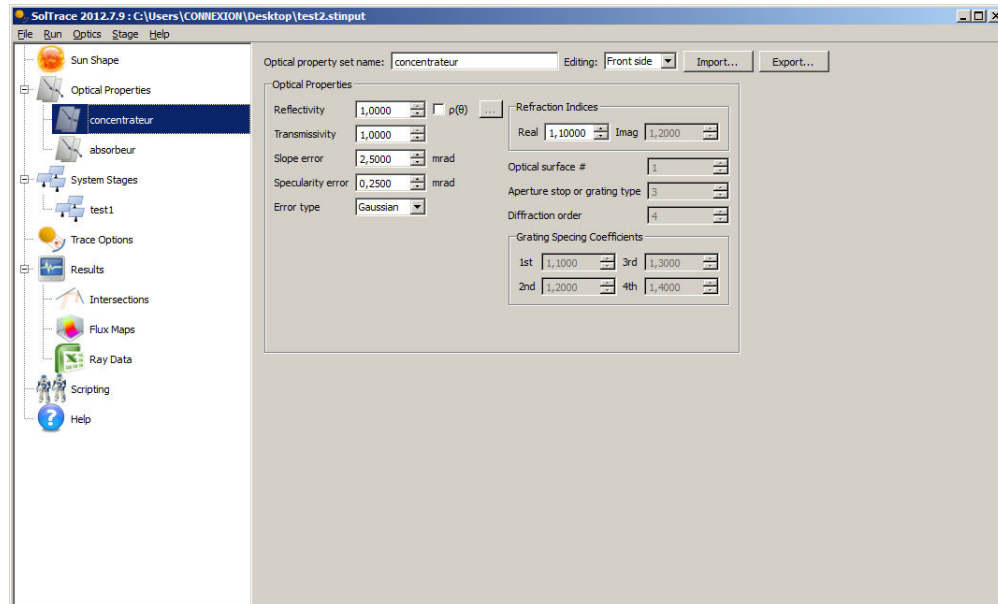 SolTrace 2012.7.9 : C:\Users\CONNEXION\Desktop\test2.stinput
File Run Optics Stage Help
Sun Shape
Optical Properties
concentrateur
absorbeur
System Stages
test1
Trace Options
Results
Intersections
Flux Maps
Ray Data
Scripting
Help
Optical property set name: concentrateur Editing: Front side Import... Export...
Optical Properties
Reflectivity 1,0000 ρ(θ) ...
Transmissivity 1,0000
Slope error 2,5000 mrad
Specularity error 0,2500 mrad
Error type Gaussian
Refraction Indices
Real 1,10000 Imag 1,2000
Optical surface # 1
Aperture stop or grating type 3
Diffraction order 4
Grating Specing Coefficients
1st 1,1000 3rd 1,3000
2nd 1,2000 4th 1,4000